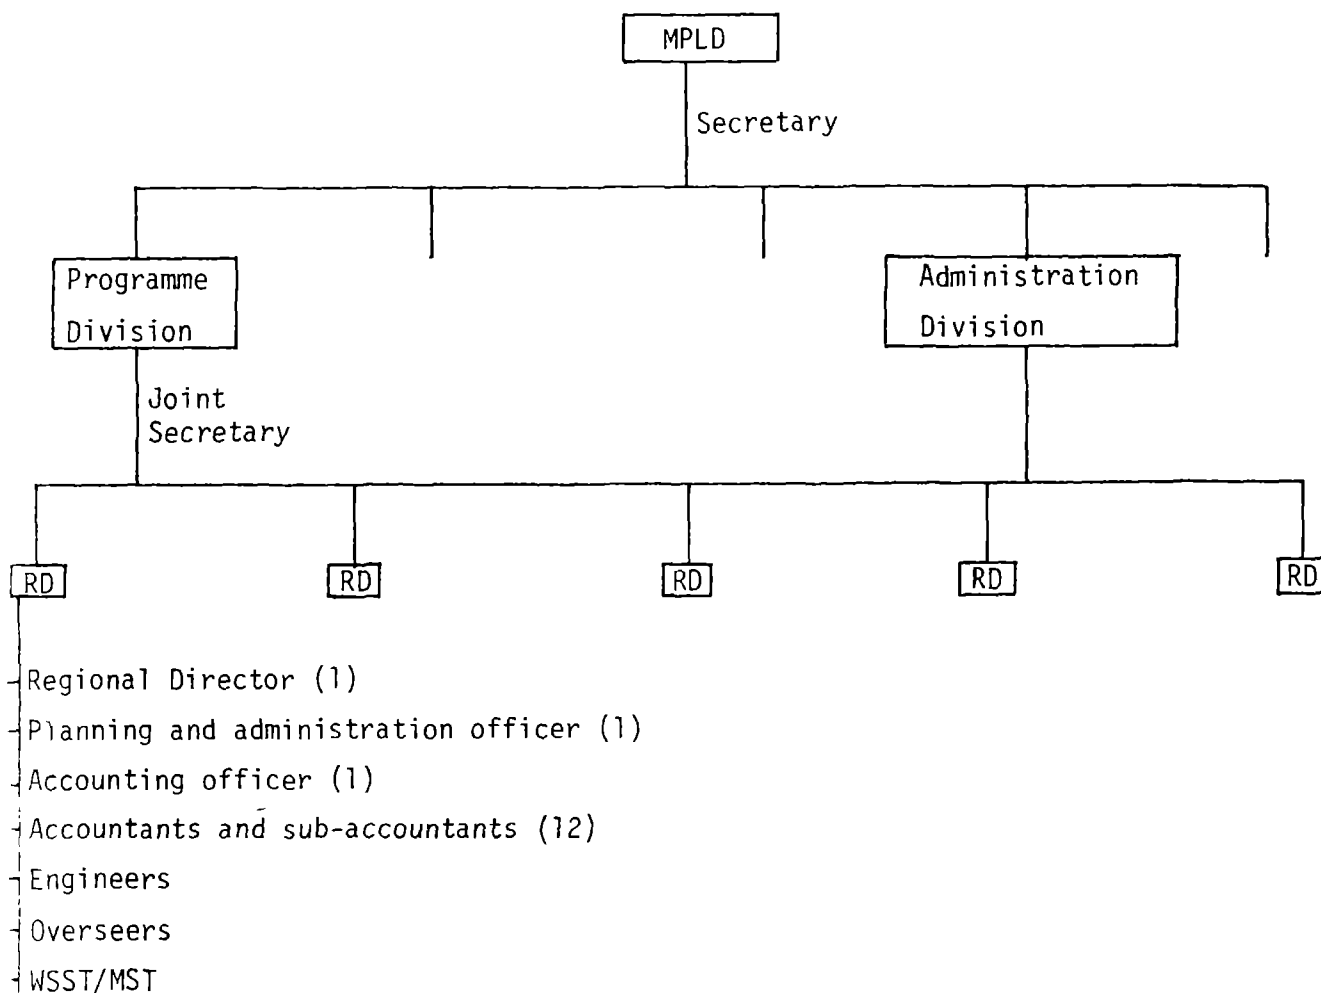 MPLD
Secretary
Programme
Division
Administration
Division
Joint
Secretary
RD
RD
RD
RD
RD
Regional Director (1)
Planning and administration officer (1)
Accounting officer (1)
Accountants and sub-accountants (12)
Engineers
Overseers
WSST/MST